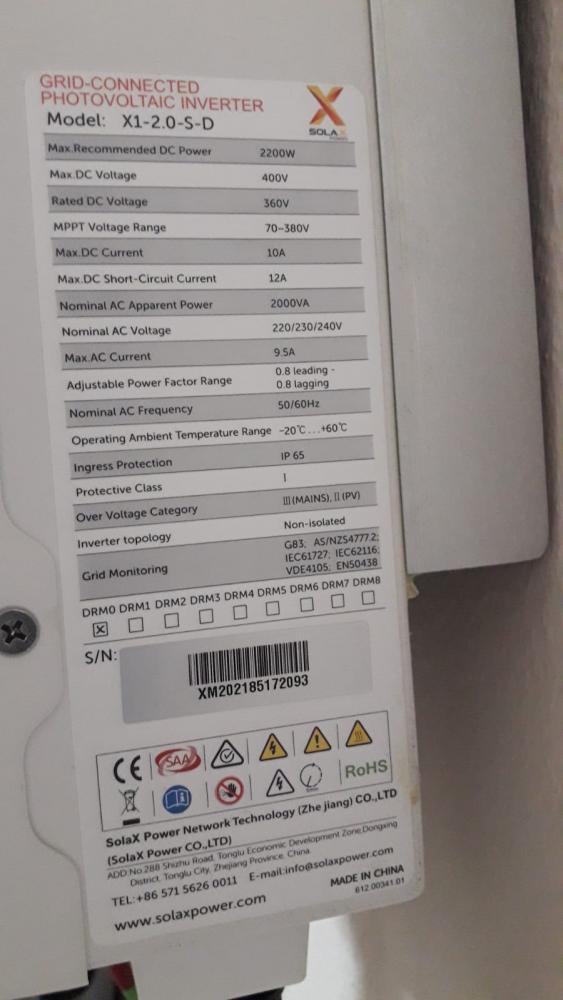 GRID-CONNECTED
PHOTOVOLTAIC INVERTER
Model: X1-2.0-S-D
SOLAX
POWER
Max.Recommended DC Power 2200W
Max.DC Voltage 400V
Rated DC Voltage 360V
MPPT Voltage Range 70-380V
Max.DC Current 10A
Max.DC Short-Circuit Current 12A
Nominal AC Apparent Power 2000VA
Nominal AC Voltage 220/230/240V
Max.AC Current 9.5A
Adjustable Power Factor Range 0.8 leading -
0.8 lagging
Nominal AC Frequency 50/60Hz
Operating Ambient Temperature Range -20℃...+60℃
Ingress Protection IP 65
Protective Class I
Over Voltage Category III(MAINS), II(PV)
Inverter topology Non-isolated
Grid Monitoring G83; AS/NZS4777.2;
IEC61727; IEC62116;
VDE4105; EN50438
DRM0 DRM1 DRM2 DRM3 DRM4 DRM5 DRM6 DRM7 DRM8
S/N:
XM202185172093
CE SAA
RoHS
SolaX Power Network Technology (Zhe jiang) CO.,LTD
(SolaX Power CO.,LTD)
ADD:No.288 Shizhu Road, Tonglu Economic Development Zone,Dongxing
District, Tonglu City, Zhejiang Province, China.
TEL:+86 571 5626 0011 E-mail:info@solaxpower.com
www.solaxpower.com MADE IN CHINA
612.00341.01